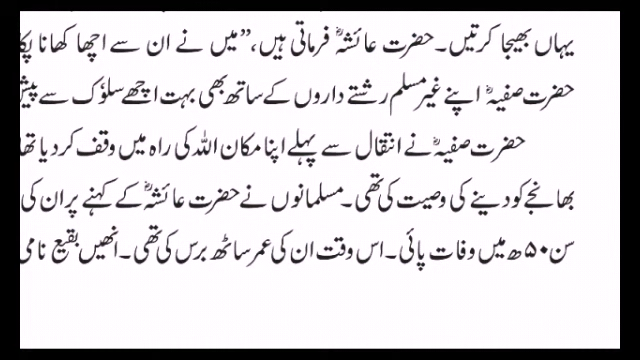 یہاں بھیجا کرتیں۔ حضرت عائشہؓ فرماتی ہیں، ”میں نے ان سے اچھا کھانا
حضرت صفیہؓ اپنے غیر مسلم رشتے داروں کے ساتھ بھی بہت اچھے سلوک سے
حضرت صفیہؓ نے انتقال سے پہلے اپنا مکان اللہ کی راہ میں وقف کر دیا تھا
بھانجے کو دینے کی وصیت کی تھی۔ مسلمانوں نے حضرت عائشہؓ کے کہنے پر ان کی
سن ۵۰ھ میں وفات پائی۔ اس وقت ان کی عمر ساٹھ برس کی تھی۔ انھیں بقیع نامی